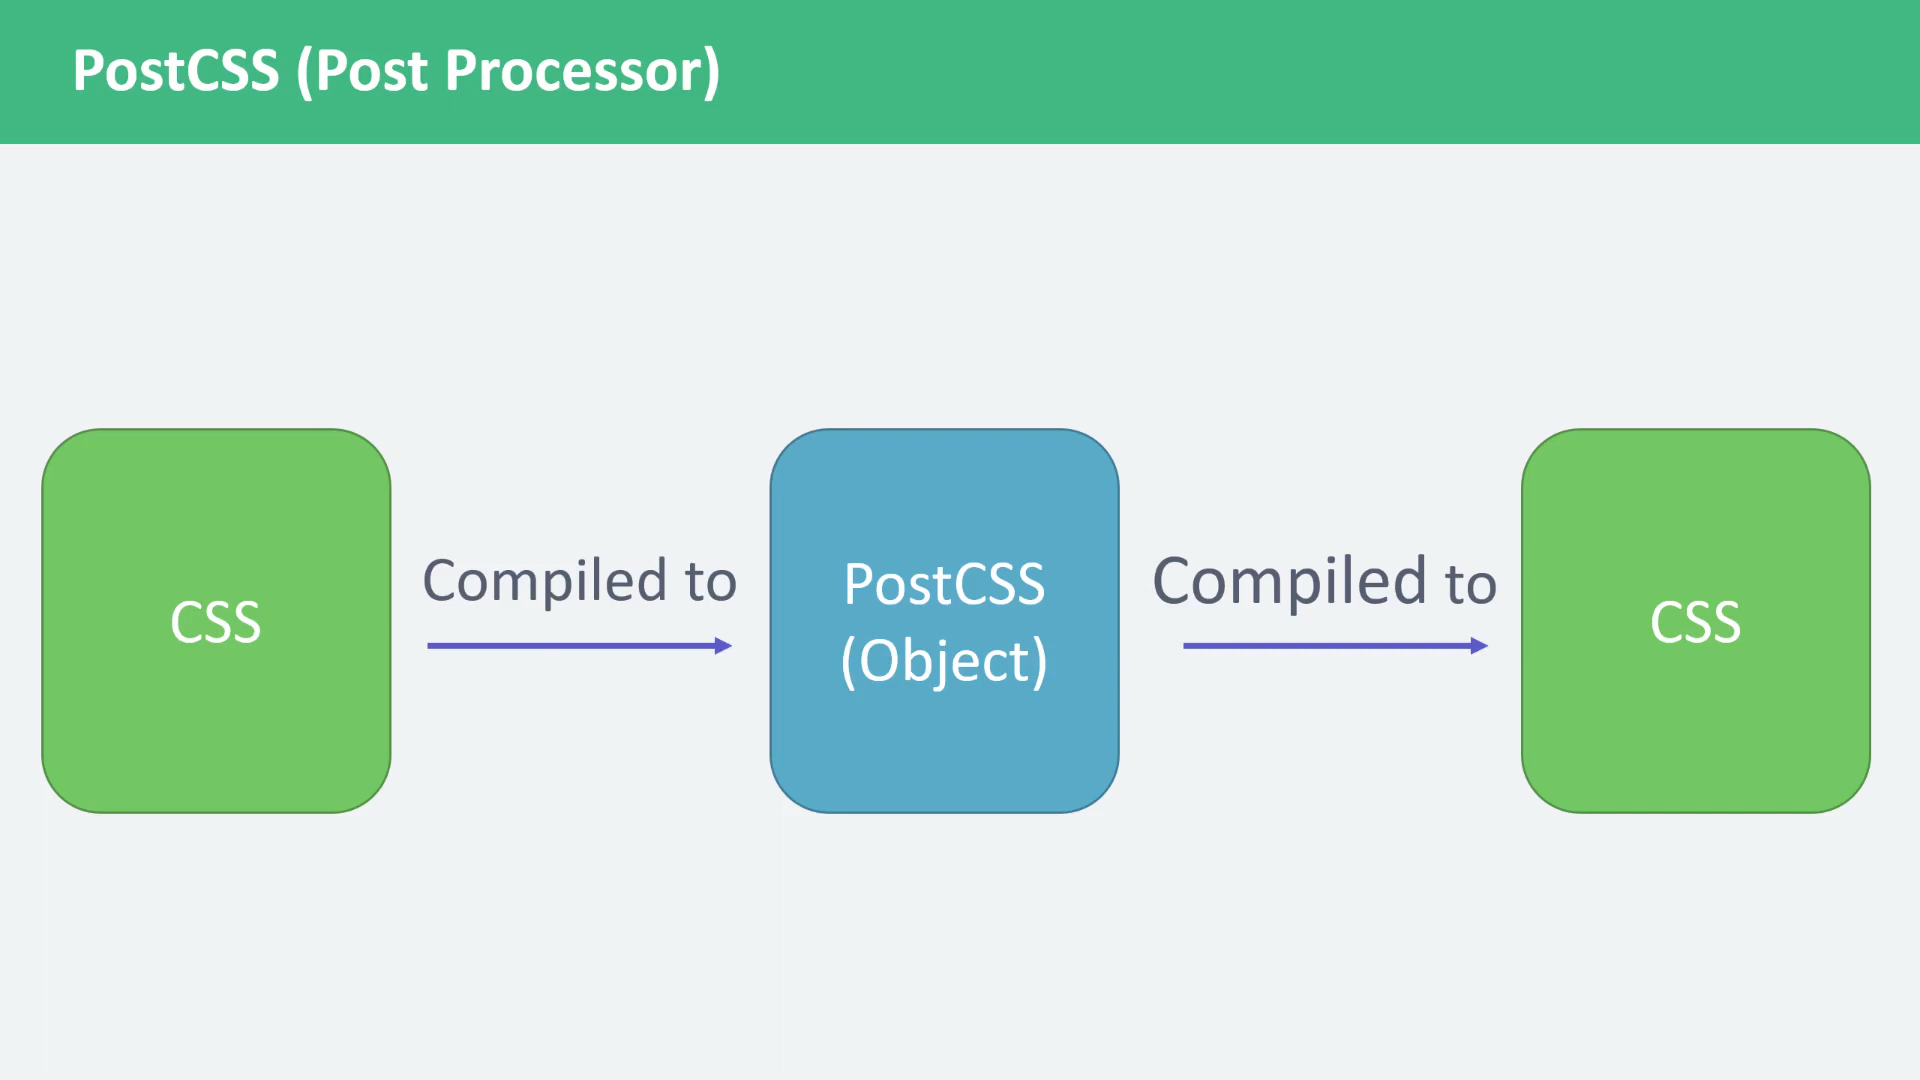 PostCSS (Post Processor)
CSS
Compiled to
PostCSS
(Object)
Compiled to
CSS